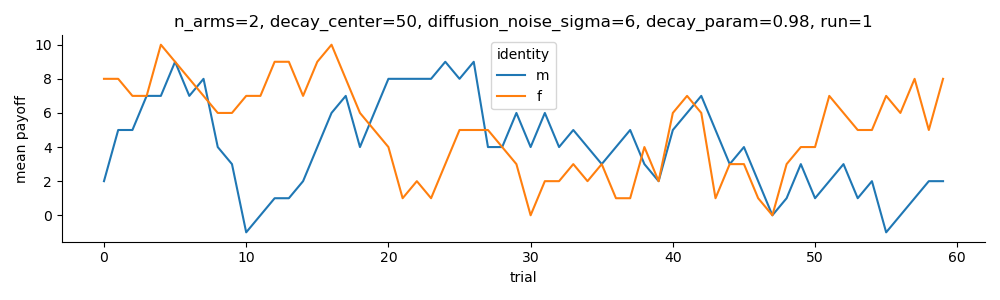 n_arms=2, decay_center=50, diffusion_noise_sigma=6, decay_param=0.98, run=1
identity
m
f
mean payoff
10
8
6
4
2
0
0 10 20 30 40 50 60
trial